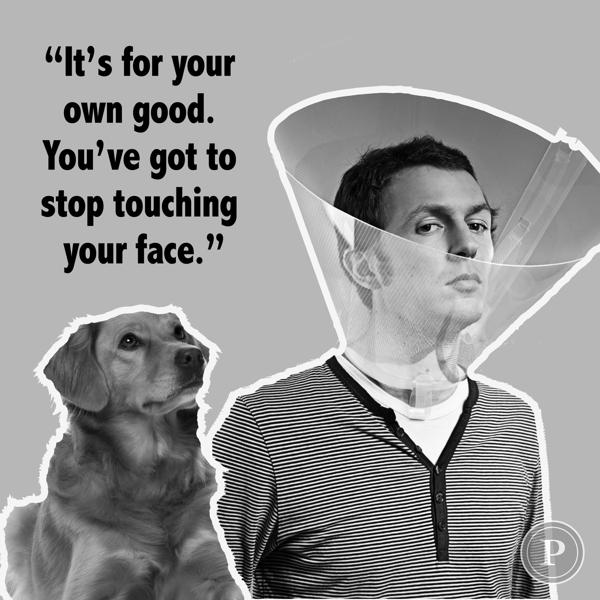 “It’s for your
own good.
You’ve got to
stop touching
your face.”
P